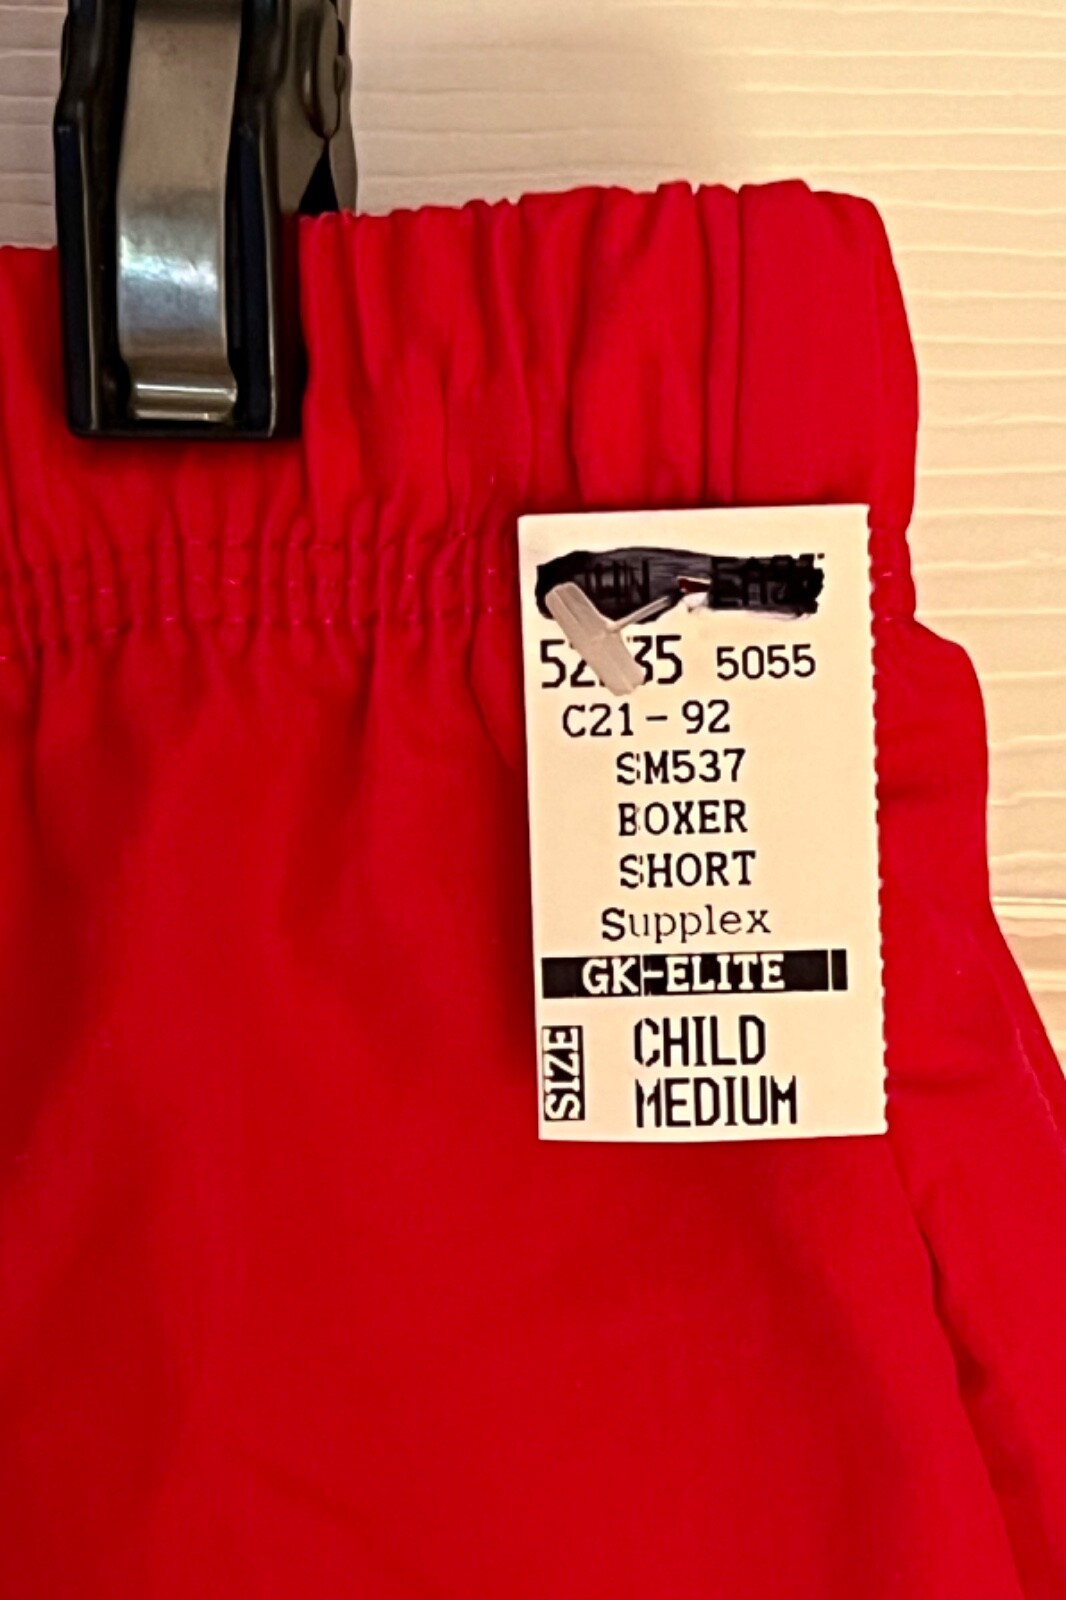 5055
C21-92
SM537
BOXER
SHORT
Supplex
GK-ELITE
SIZE
CHILD
MEDIUM